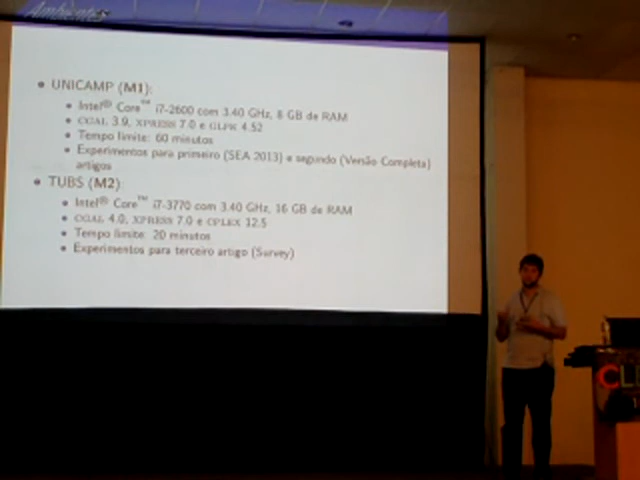 Ambientes
• UNICAMP (M1):
• Intel® Core™ i7-2600 com 3.40 GHz, 8 GB de RAM
• CGAL 3.9, XPRESS 7.0 e GLPK 4.52
• Tempo limite: 60 minutos
• Experimentos para primeiro (SEA 2013) e segundo (Versão Completa)
artigos
• TUBS (M2)
• Intel® Core™ i7-3770 com 3.40 GHz, 16 GB de RAM
• CGAL 4.0, XPRESS 7.0 e CPLEX 12.5
• Tempo limite: 20 minutos
• Experimentos para terceiro artigo (Survey)
CL